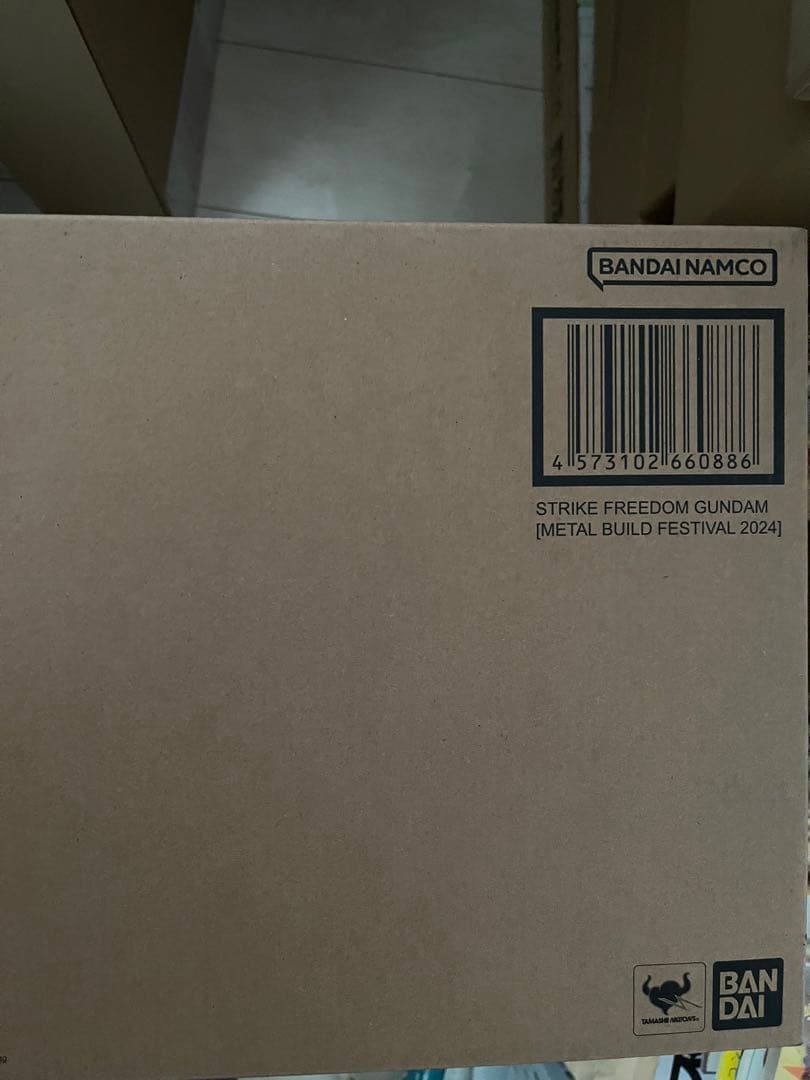 BANDAI NAMCO
4 573102 660886
STRIKE FREEDOM GUNDAM
[METAL BUILD FESTIVAL 2024]
TAMASHII NATIONS
BAN
DAI